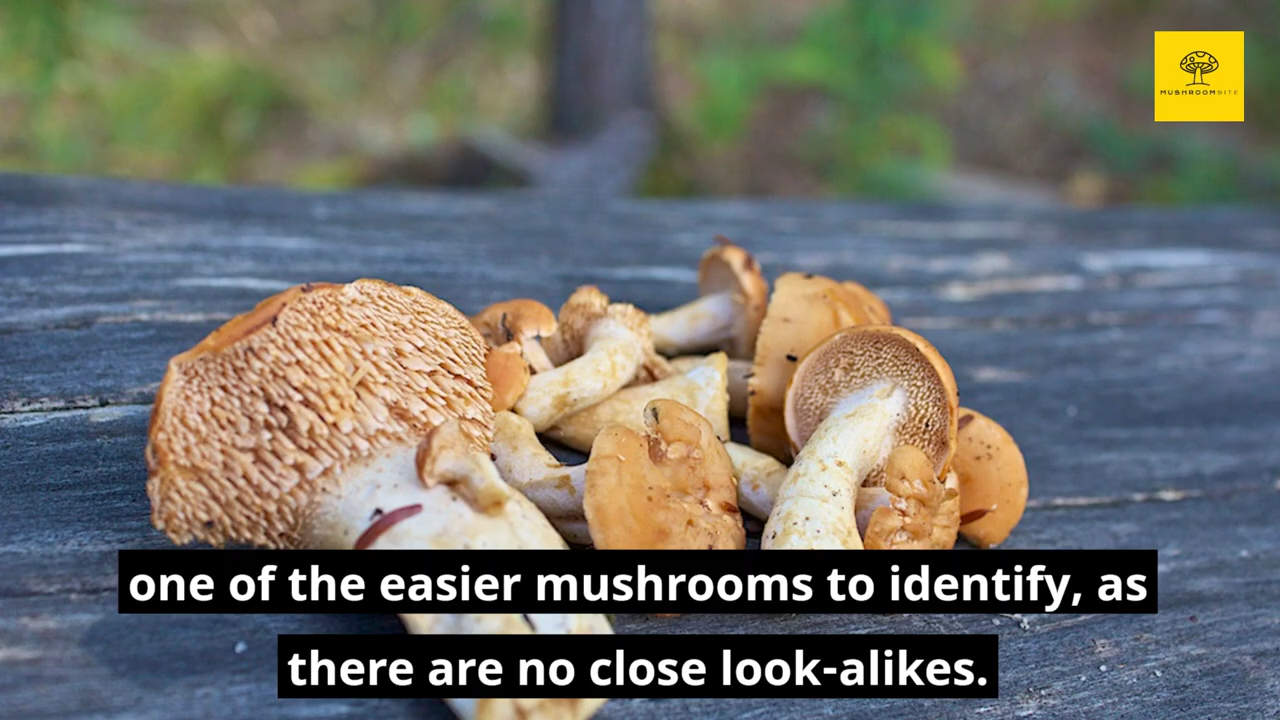 MUSHROOMSITE
one of the easier mushrooms to identify, as
there are no close look-alikes.